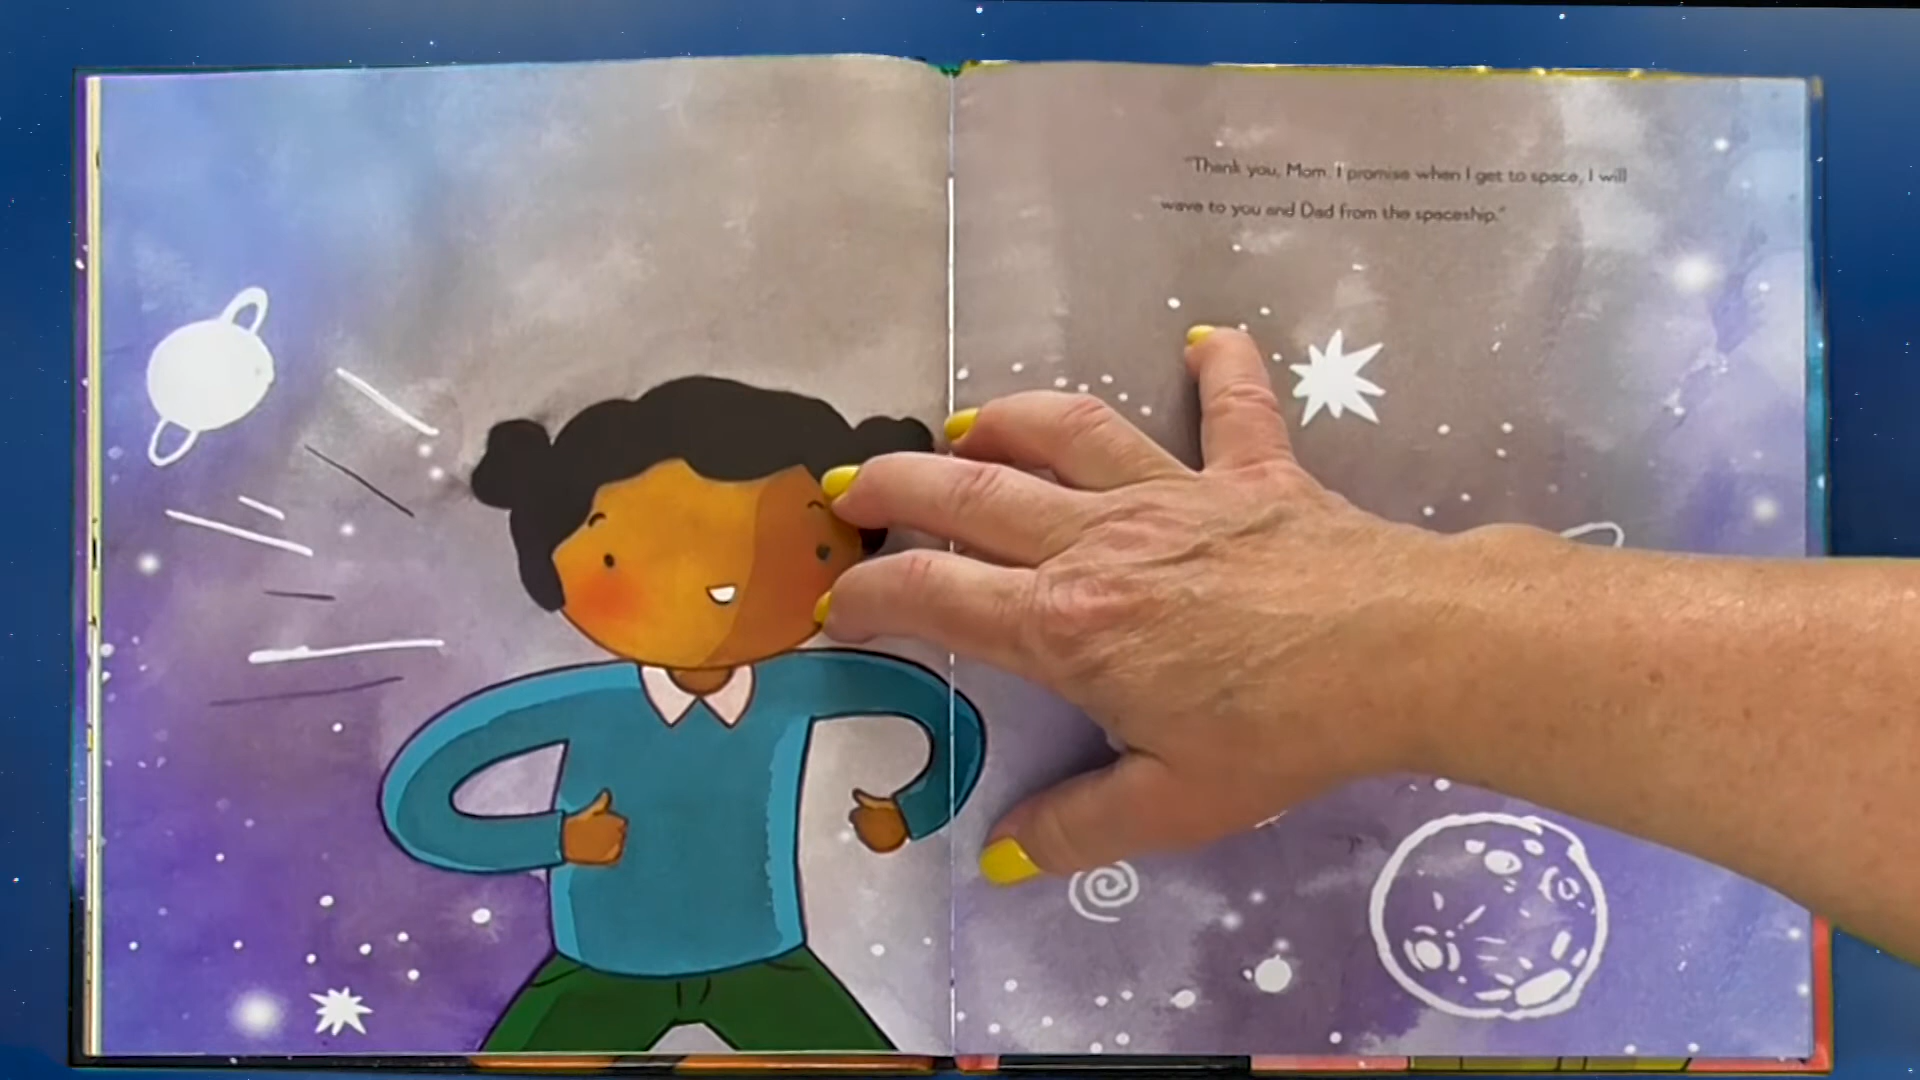 "Thank you, Mom. I promise when I get to space, I will
wave to you and Dad from the spaceship."